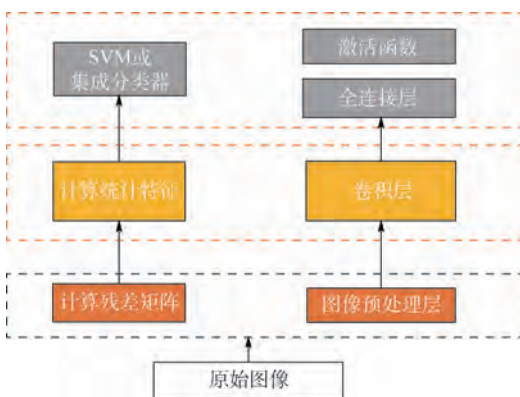 SVM或
集成分类器
激活函数
全连接层
计算统计特征
卷积层
计算残差矩阵
图像预处理层
原始图像